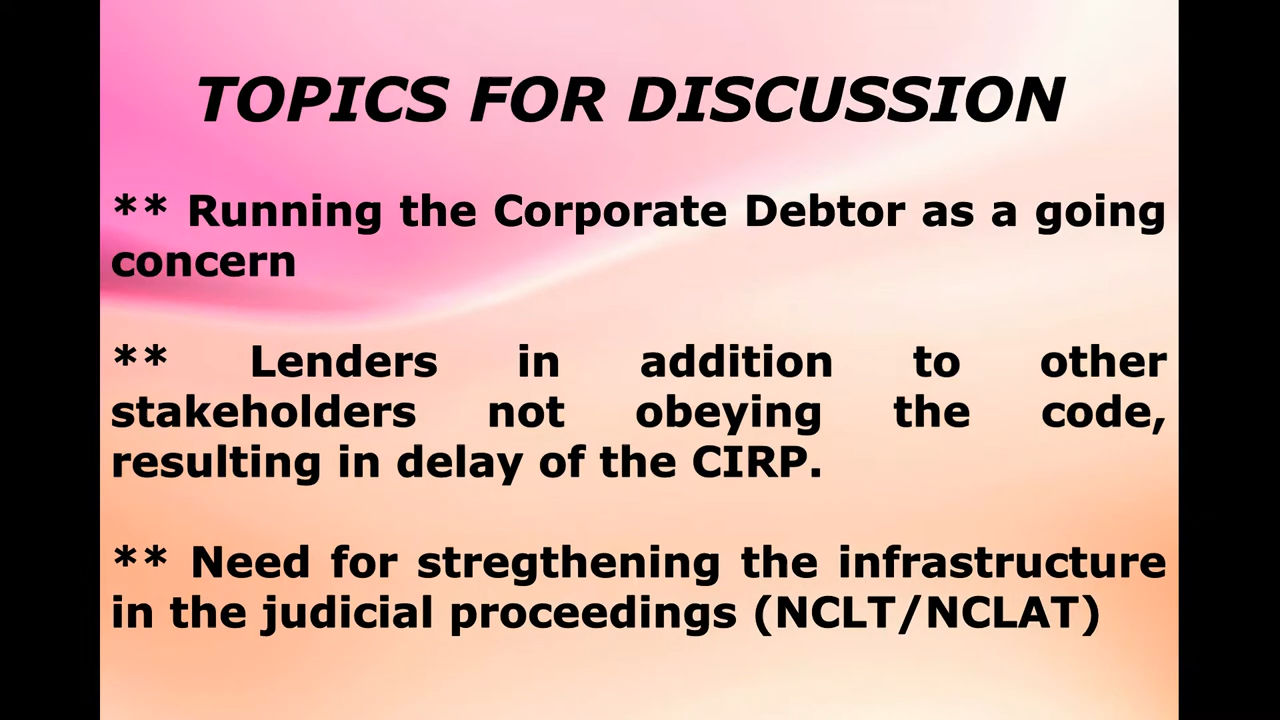 TOPICS FOR DISCUSSION
** Running the Corporate Debtor as a going
concern
** Lenders in addition to other
stakeholders not obeying the code,
resulting in delay of the CIRP.
** Need for stregthening the infrastructure
in the judicial proceedings (NCLT/NCLAT)